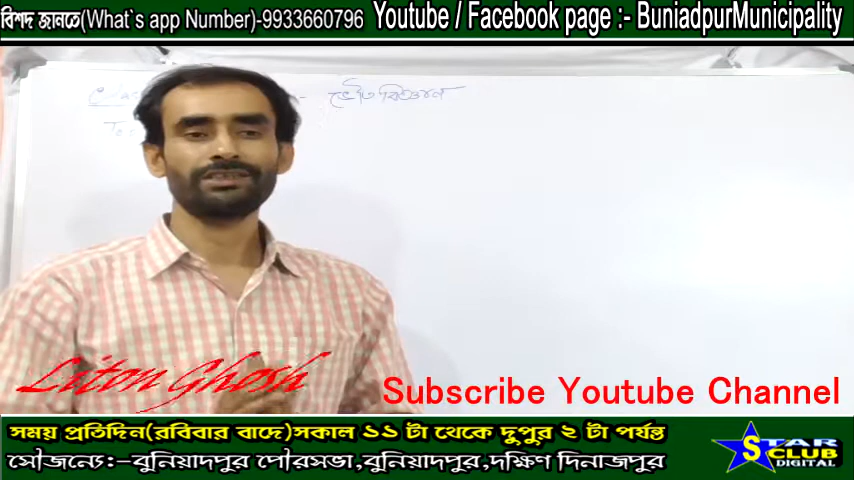 বিশদ জানতে(What`s app Number)-9933660796 Youtube / Facebook page :- BuniadpurMunicipality
ভৌতবিজ্ঞান
Liton Ghosh
Subscribe Youtube Channel
সময় প্রতিদিন(রবিবার বাদে)সকাল ১১ টা থেকে দুপুর ২ টা পর্যন্ত
সৌজন্যে:-বুনিয়াদপুর পৌরসভা,বুনিয়াদপুর,দক্ষিণ দিনাজপুর
STAR
S CLUB
DIGITAL